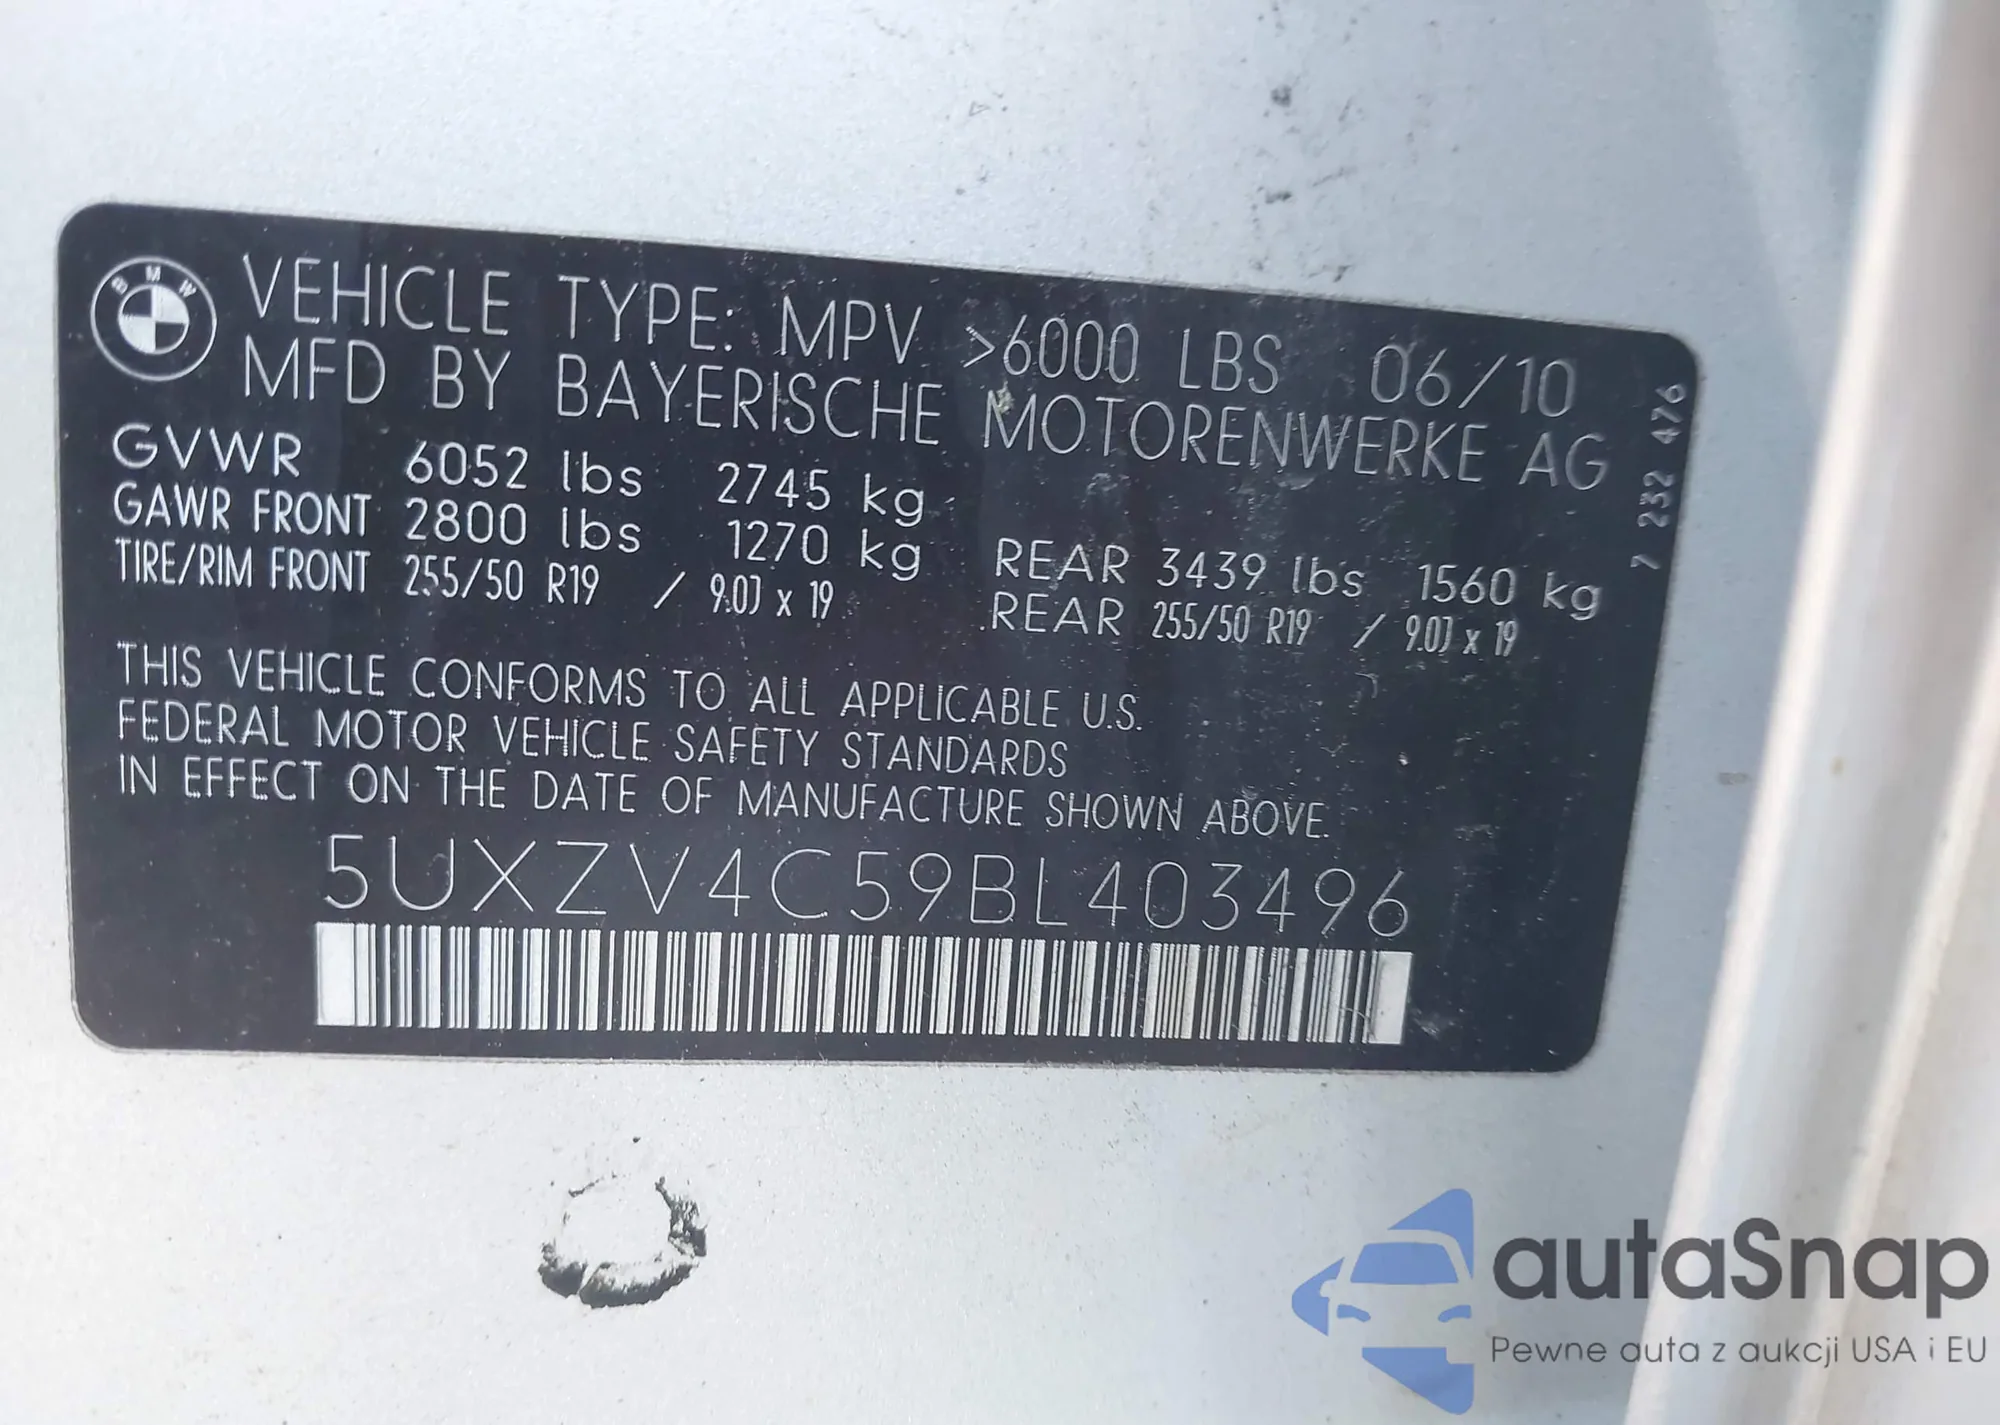 BMW
VEHICLE TYPE: MPV >6000 LBS 06/10
MFD BY BAYERISCHE MOTORENWERKE AG
7 232 476
GVWR 6052 lbs 2745 kg
GAWR FRONT 2800 lbs 1270 kg REAR 3439 lbs 1560 kg
TIRE/RIM FRONT 255/50 R19 / 9.0J x 19 REAR 255/50 R19 / 9.0J x 19
THIS VEHICLE CONFORMS TO ALL APPLICABLE U.S.
FEDERAL MOTOR VEHICLE SAFETY STANDARDS
IN EFFECT ON THE DATE OF MANUFACTURE SHOWN ABOVE.
5UXZV4C59BL403496
autaSnap
Pewne auta z aukcji USA i EU